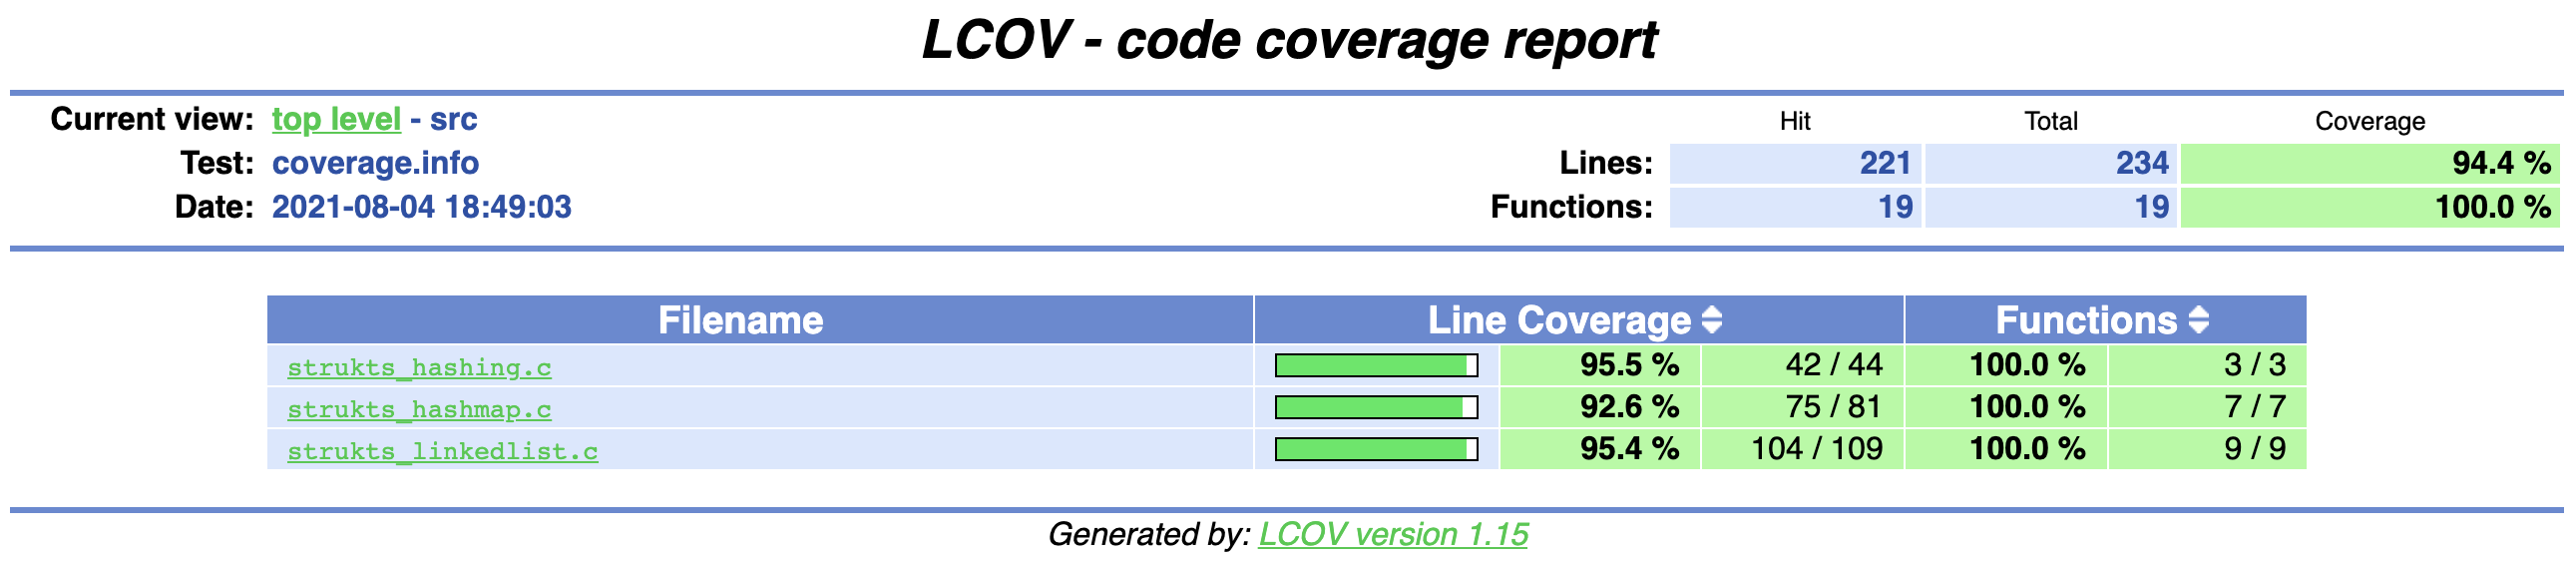 LCOV - code coverage report
Current view: top level - src
Hit Total Coverage
Test: coverage.info
Lines: 221 234 94.4 %
Date: 2021-08-04 18:49:03
Functions: 19 19 100.0 %
Filename Line Coverage Functions
strukts_hashing.c 95.5 % 42 / 44 100.0 % 3 / 3
strukts_hashmap.c 92.6 % 75 / 81 100.0 % 7 / 7
strukts_linkedlist.c 95.4 % 104 / 109 100.0 % 9 / 9
Generated by: LCOV version 1.15